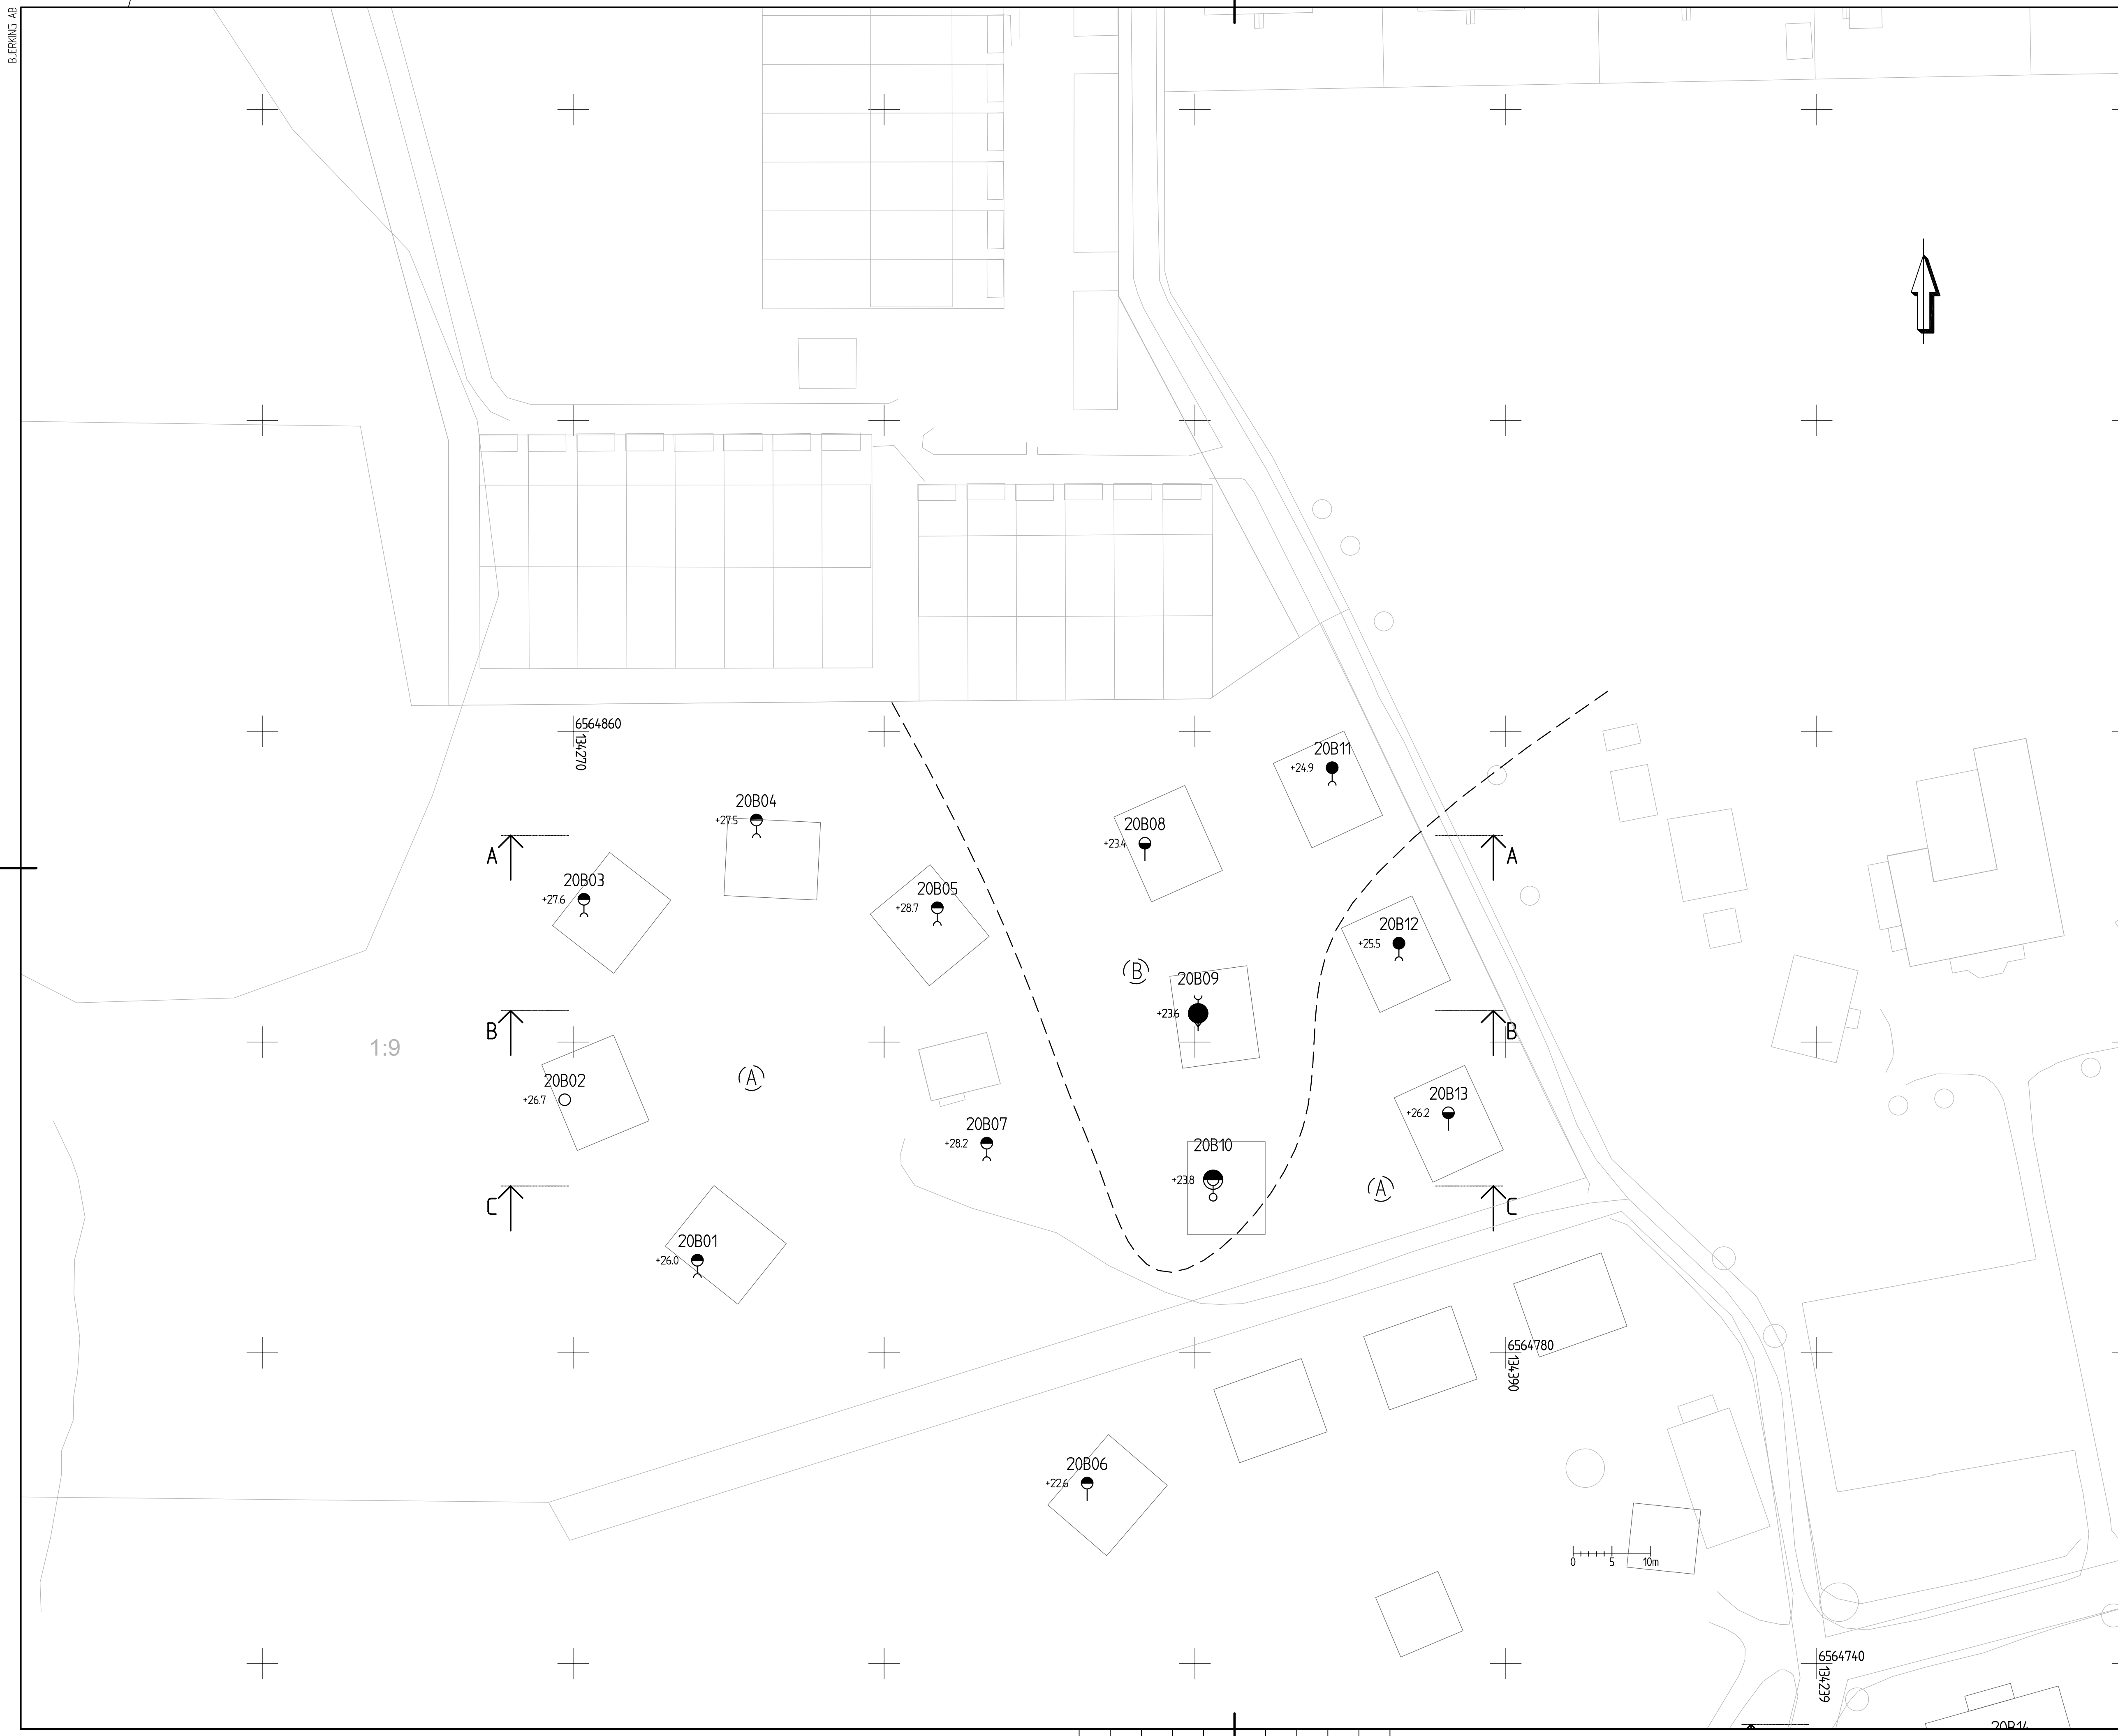 BJERKING AB
6564860
134270
20B11
+24.9
20B04
+27.5
20B08
+23.4
A
A
20B03
+27.6
20B05
+28.7
20B12
+25.5
B
20B09
+23.6
B
B
1:9
A
20B02
+26.7
20B13
+26.2
20B07
+28.2
20B10
+23.8
A
C
C
20B01
+26.0
6564780
134390
20B06
+22.6
0 5 10m
6564740
134239
20B14